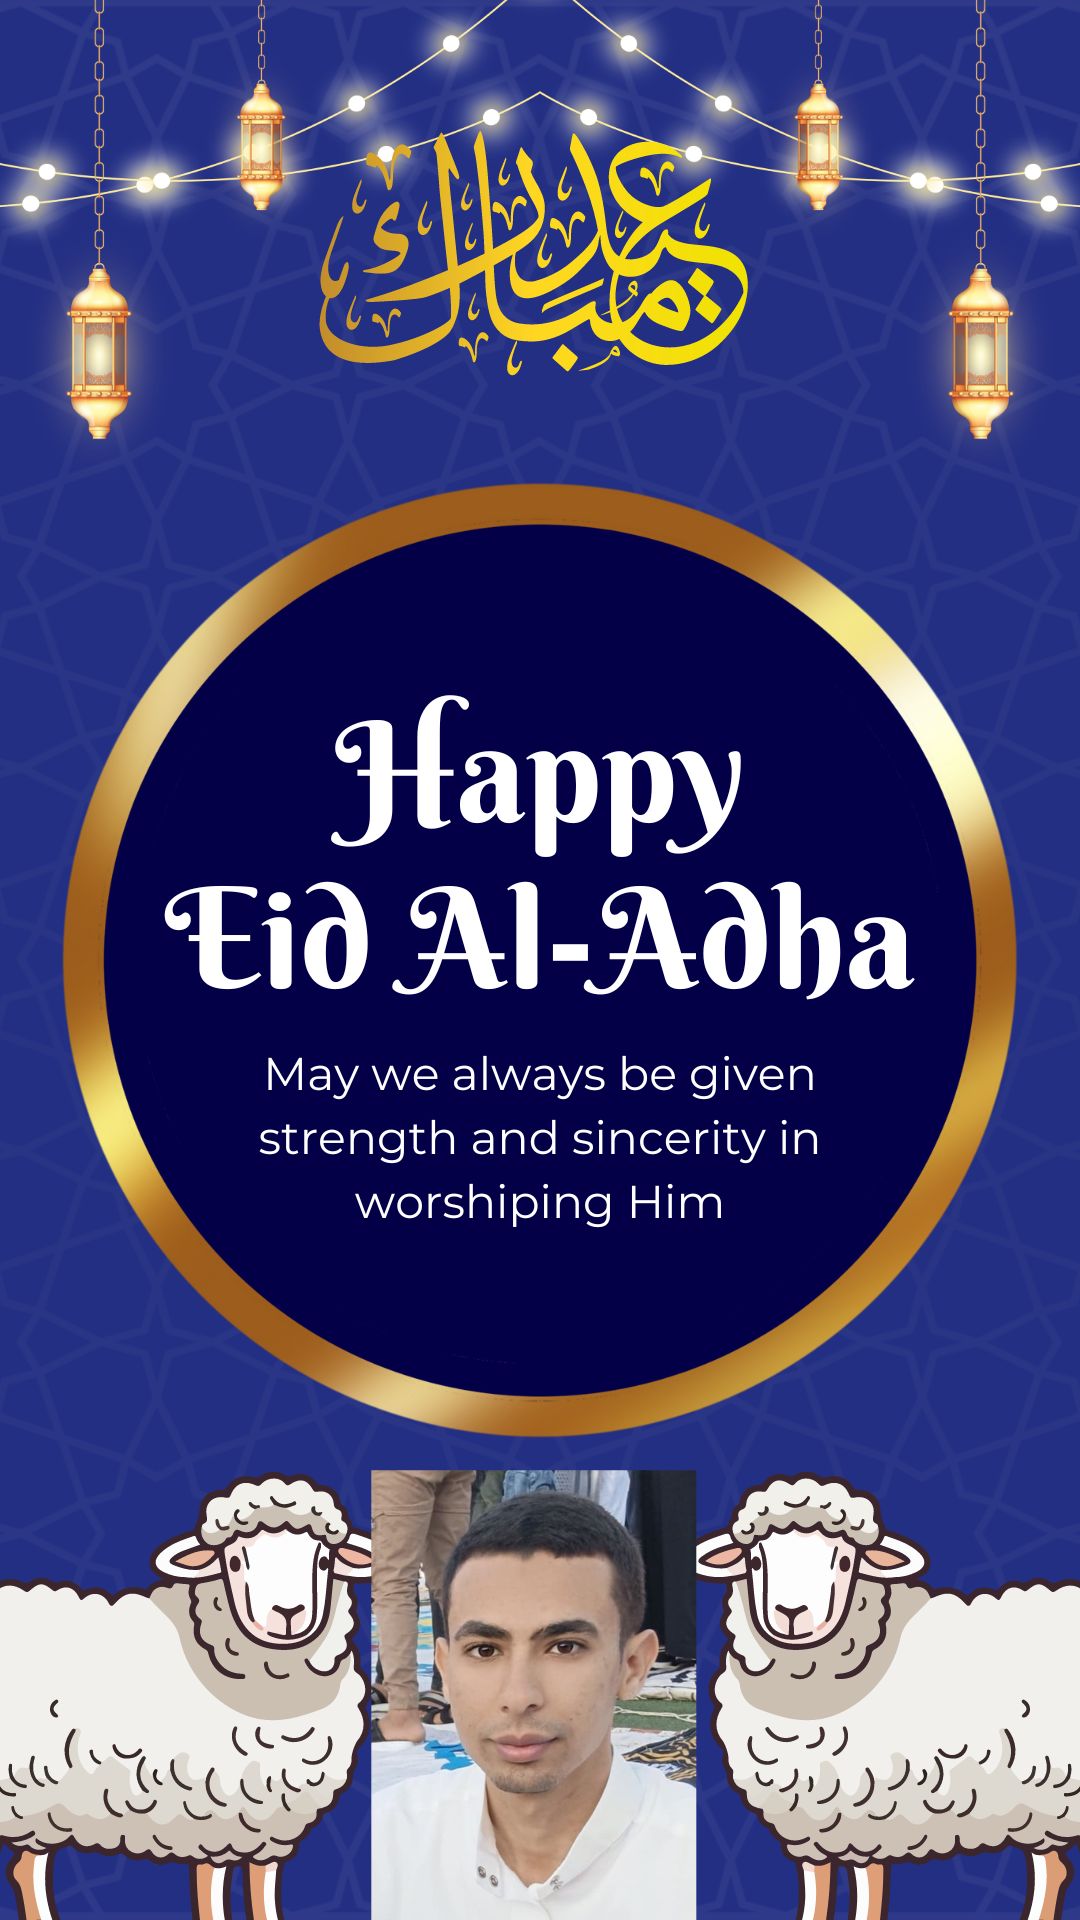 عيد مبارك
Happy
Eid Al-Adha
May we always be given
strength and sincerity in
worshiping Him